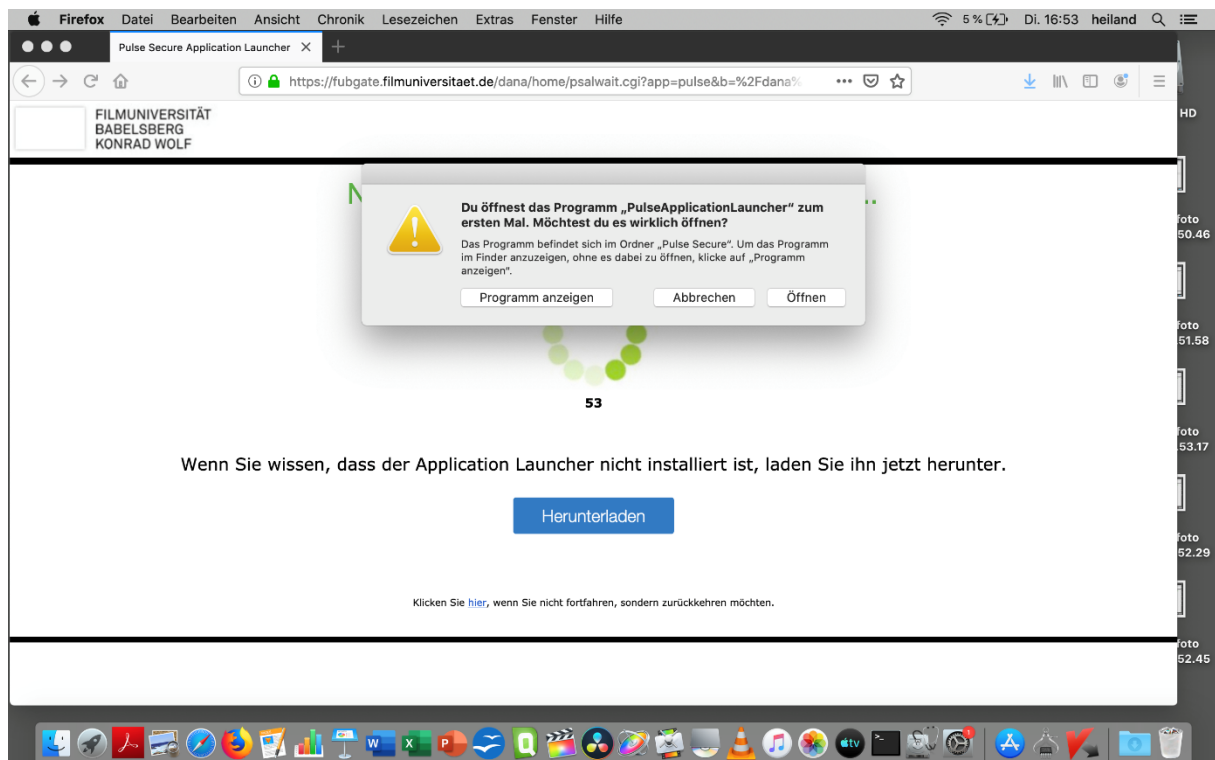 Firefox Datei Bearbeiten Ansicht Chronik Lesezeichen Extras Fenster Hilfe 5 % Di. 16:53 heiland
Pulse Secure Application Launcher
https://fubgate.filmuniversitaet.de/dana/home/psalwait.cgi?app=pulse&b=%2Fdana%
FILMUNIVERSITÄT
BABELSBERG
KONRAD WOLF
HD
Du öffnest das Programm „PulseApplicationLauncher“ zum
ersten Mal. Möchtest du es wirklich öffnen?
Das Programm befindet sich im Ordner „Pulse Secure“. Um das Programm
im Finder anzuzeigen, ohne es dabei zu öffnen, klicke auf „Programm
anzeigen“.
Programm anzeigen Abbrechen Öffnen
foto
50.46
foto
51.58
53
foto
53.17
Wenn Sie wissen, dass der Application Launcher nicht installiert ist, laden Sie ihn jetzt herunter.
Herunterladen
foto
52.29
Klicken Sie hier, wenn Sie nicht fortfahren, sondern zurückkehren möchten.
foto
52.45